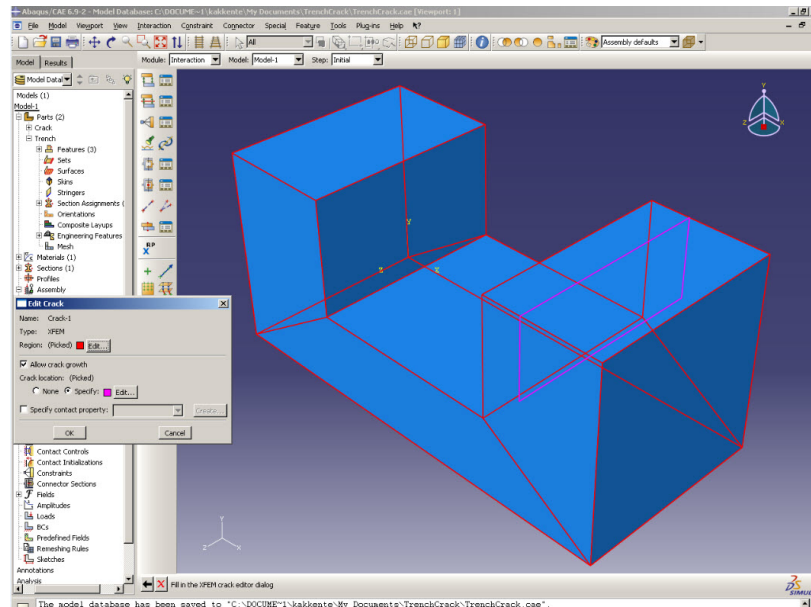 Abaqus/CAE 6.9-2 - Model Database: C:\DOCUME~1\kakkente\My Documents\TrenchCrack\TrenchCrack.cae [Viewport: 1]
File Model Viewport View Interaction Constraint Connector Special Feature Tools Plug-ins Help
All Assembly defaults
Model Results Module: Interaction Model: Model-1 Step: Initial
Model Data
Models (1)
Model-1
Parts (2)
Crack
Trench
Features (3)
Sets
Surfaces
Skins
Stringers
Section Assignments (
Orientations
Composite Layups
Engineering Features
Mesh
Materials (1)
Sections (1)
Profiles
Assembly
RP
Edit Crack
Name: Crack-1
Type: XFEM
Region: (Picked) Edit...
Allow crack growth
Crack location: (Picked)
None Specify: Edit...
Specify contact property: Create...
OK Cancel
Contact Controls
Contact Initializations
Constraints
Connector Sections
Fields
Amplitudes
Loads
BCs
Predefined Fields
Remeshing Rules
Sketches
Annotations
Analysis
Y
Z X
Y
Z X
Y
Z X
Fill in the XFEM crack editor dialog
The model database has been saved to "C:\DOCUME~1\kakkente\My Documents\TrenchCrack\TrenchCrack.cae".